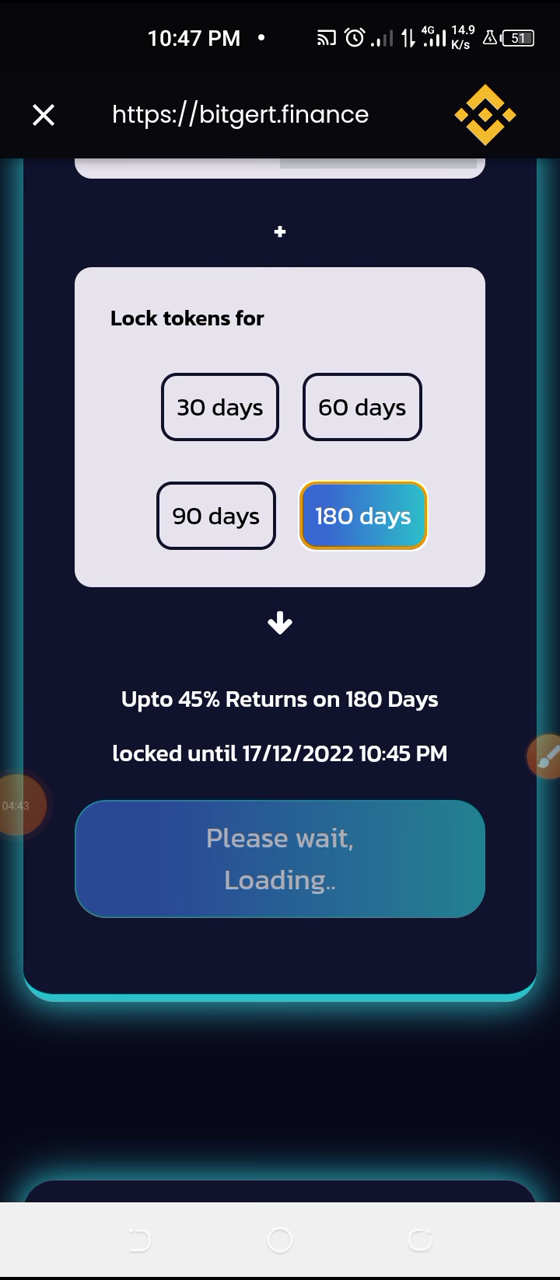 10:47 PM •
4G
14.9
K/s
51
https://bitgert.finance
+
Lock tokens for
30 days
60 days
90 days
180 days
Upto 45% Returns on 180 Days
locked until 17/12/2022 10:45 PM
04:43
Please wait,
Loading..